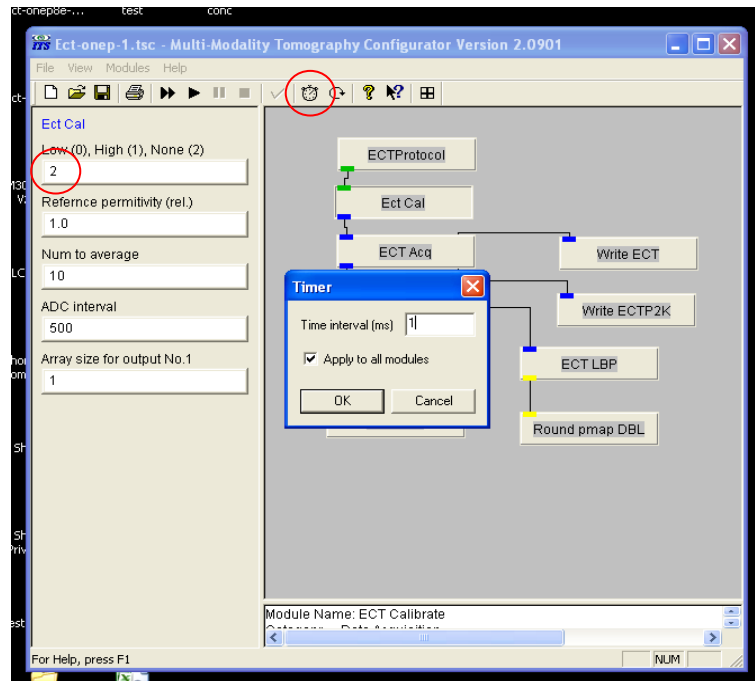 ct-onep8e-... test conc
ITS Ect-onep-1.tsc - Multi-Modality Tomography Configurator Version 2.0901
File View Modules Help
Ect Cal
Low (0), High (1), None (2)
2
Refernce permitivity (rel.)
1.0
Num to average
10
ADC interval
500
Array size for output No.1
1
ECTProtocol
Ect Cal
ECT Acq
Write ECT
Write ECTP2K
ECT LBP
Round pmap DBL
Timer
Time interval (ms) 1
Apply to all modules
OK Cancel
Module Name: ECT Calibrate
For Help, press F1 NUM